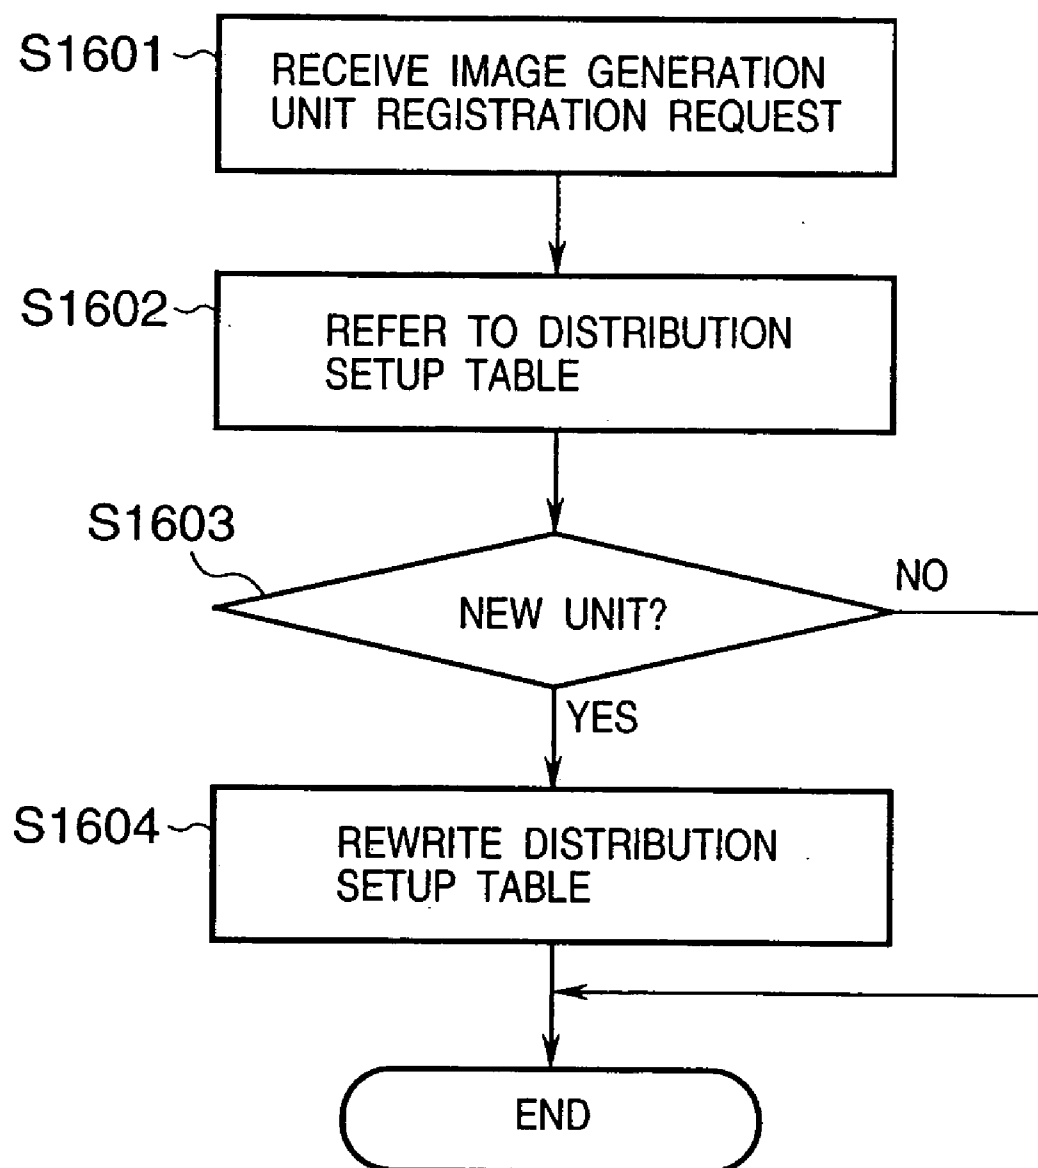 S1601
RECEIVE IMAGE GENERATION
UNIT REGISTRATION REQUEST
S1602
REFER TO DISTRIBUTION
SETUP TABLE
S1603
NEW UNIT?
NO
YES
S1604
REWRITE DISTRIBUTION
SETUP TABLE
END